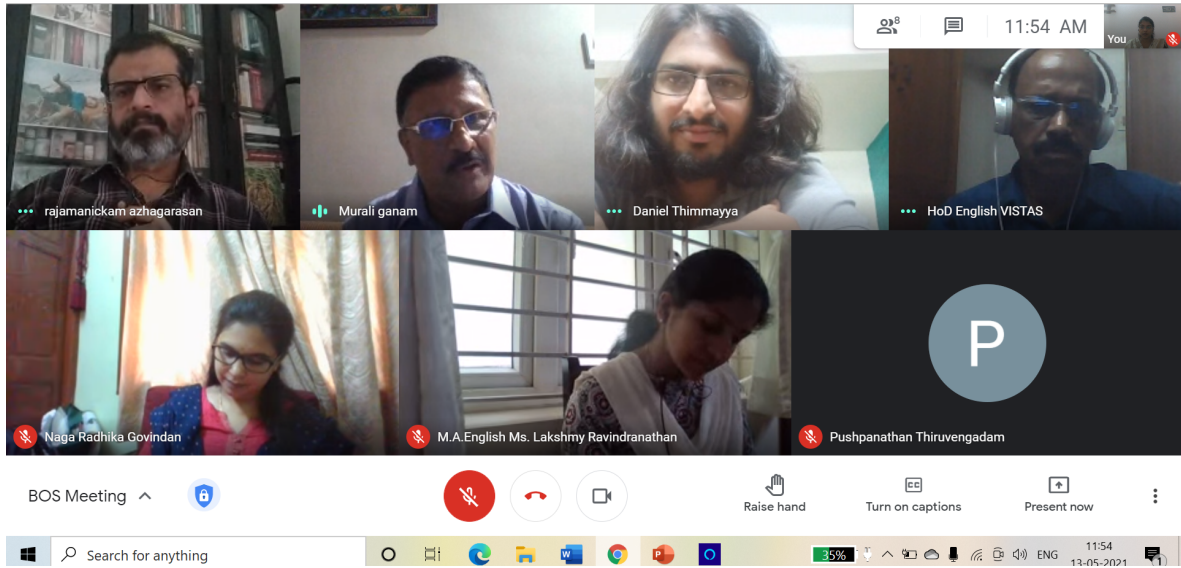 8
11:54 AM
You
rajamanickam azhagarasan
Murali ganam
Daniel Thimmayya
HoD English VISTAS
Naga Radhika Govindan
M.A.English Ms. Lakshmy Ravindranathan
P
Pushpanathan Thiruvengadam
BOS Meeting
Raise hand
CC
Turn on captions
Present now
Search for anything
W
P
O
35%
ENG
11:54
13-05-2021
1